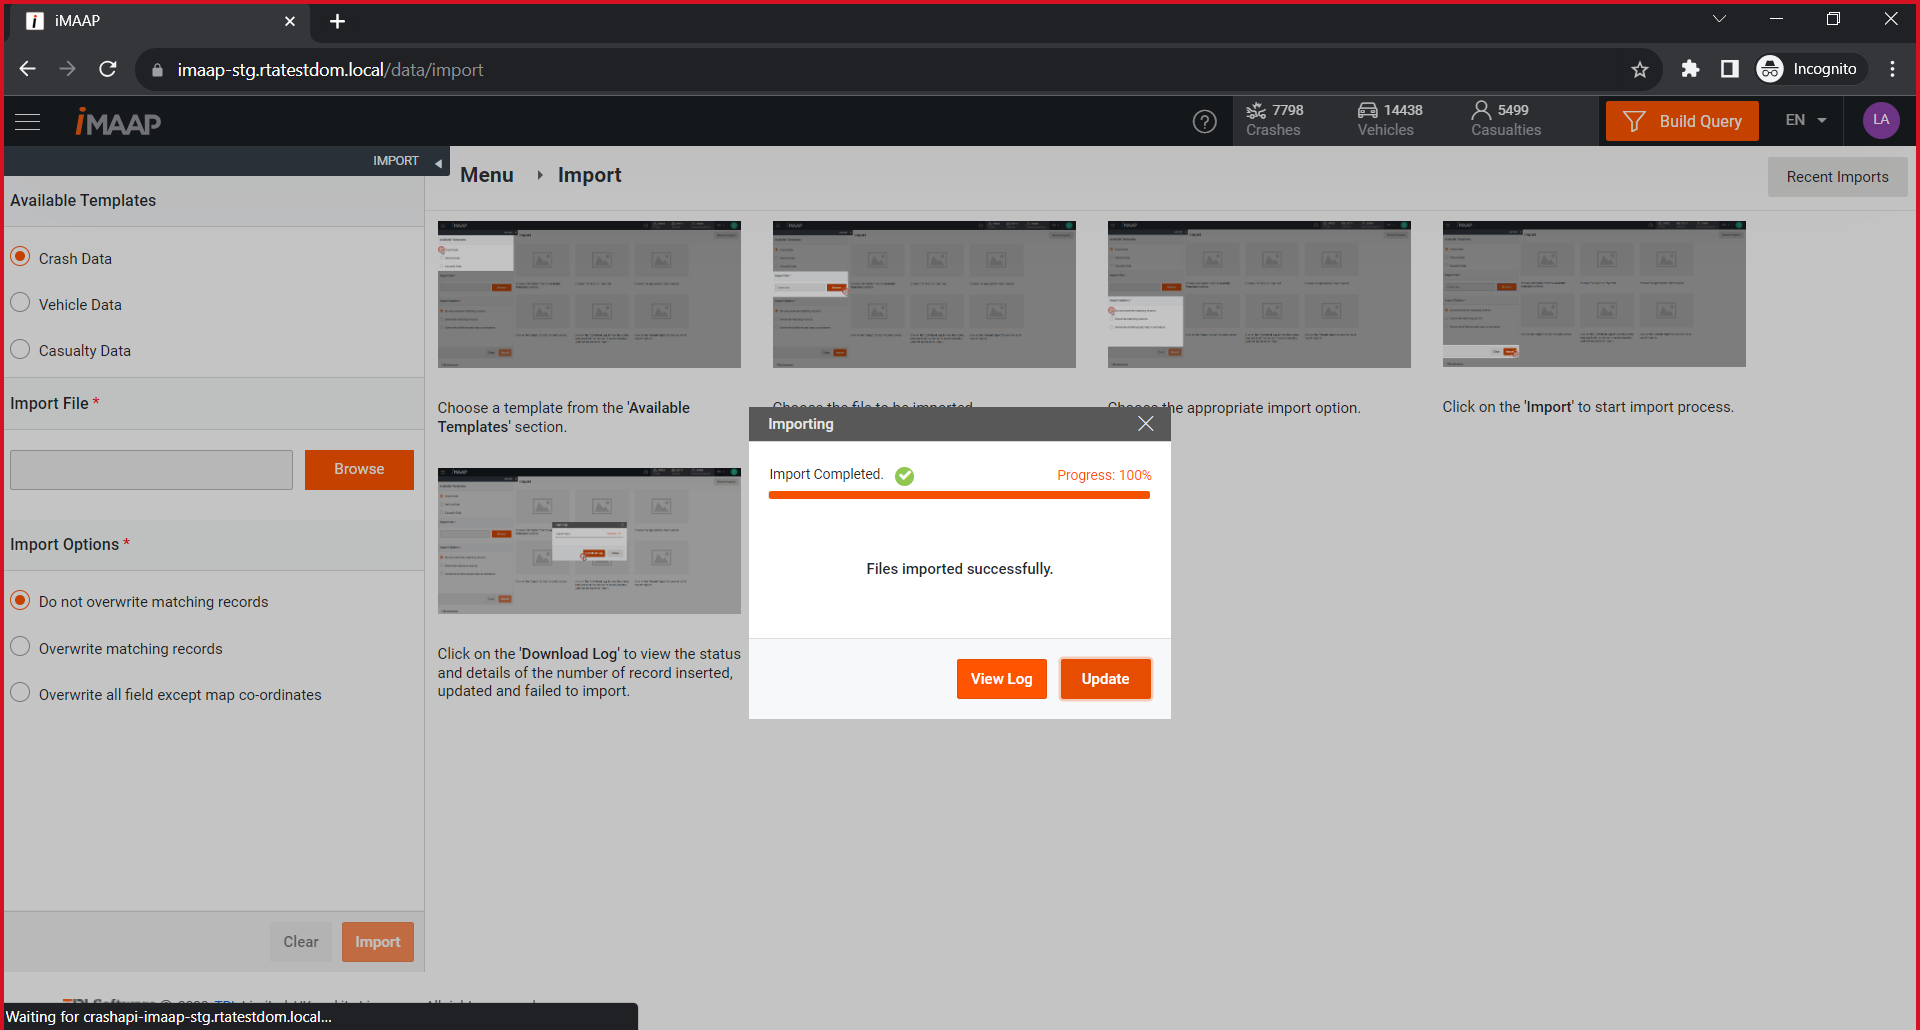 iMAAP
imaap-stg.rtatestdom.local/data/import
Incognito
iMAAP
7798
Crashes
14438
Vehicles
5499
Casualties
Build Query
EN
LA
IMPORT
Menu
Import
Recent Imports
Available Templates
Crash Data
Vehicle Data
Casualty Data
Import File *
Browse
Import Options *
Do not overwrite matching records
Overwrite matching records
Overwrite all field except map co-ordinates
Clear
Import
Choose a template from the 'Available
Templates' section.
Choose the file to be imported
Choose the appropriate import option.
Click on the 'Import' to start import process.
Click on the 'Download Log' to view the status
and details of the number of record inserted,
updated and failed to import.
Importing
Import Completed.
Progress: 100%
Files imported successfully.
View Log
Update
Waiting for crashapi-imaap-stg.rtatestdom.local...